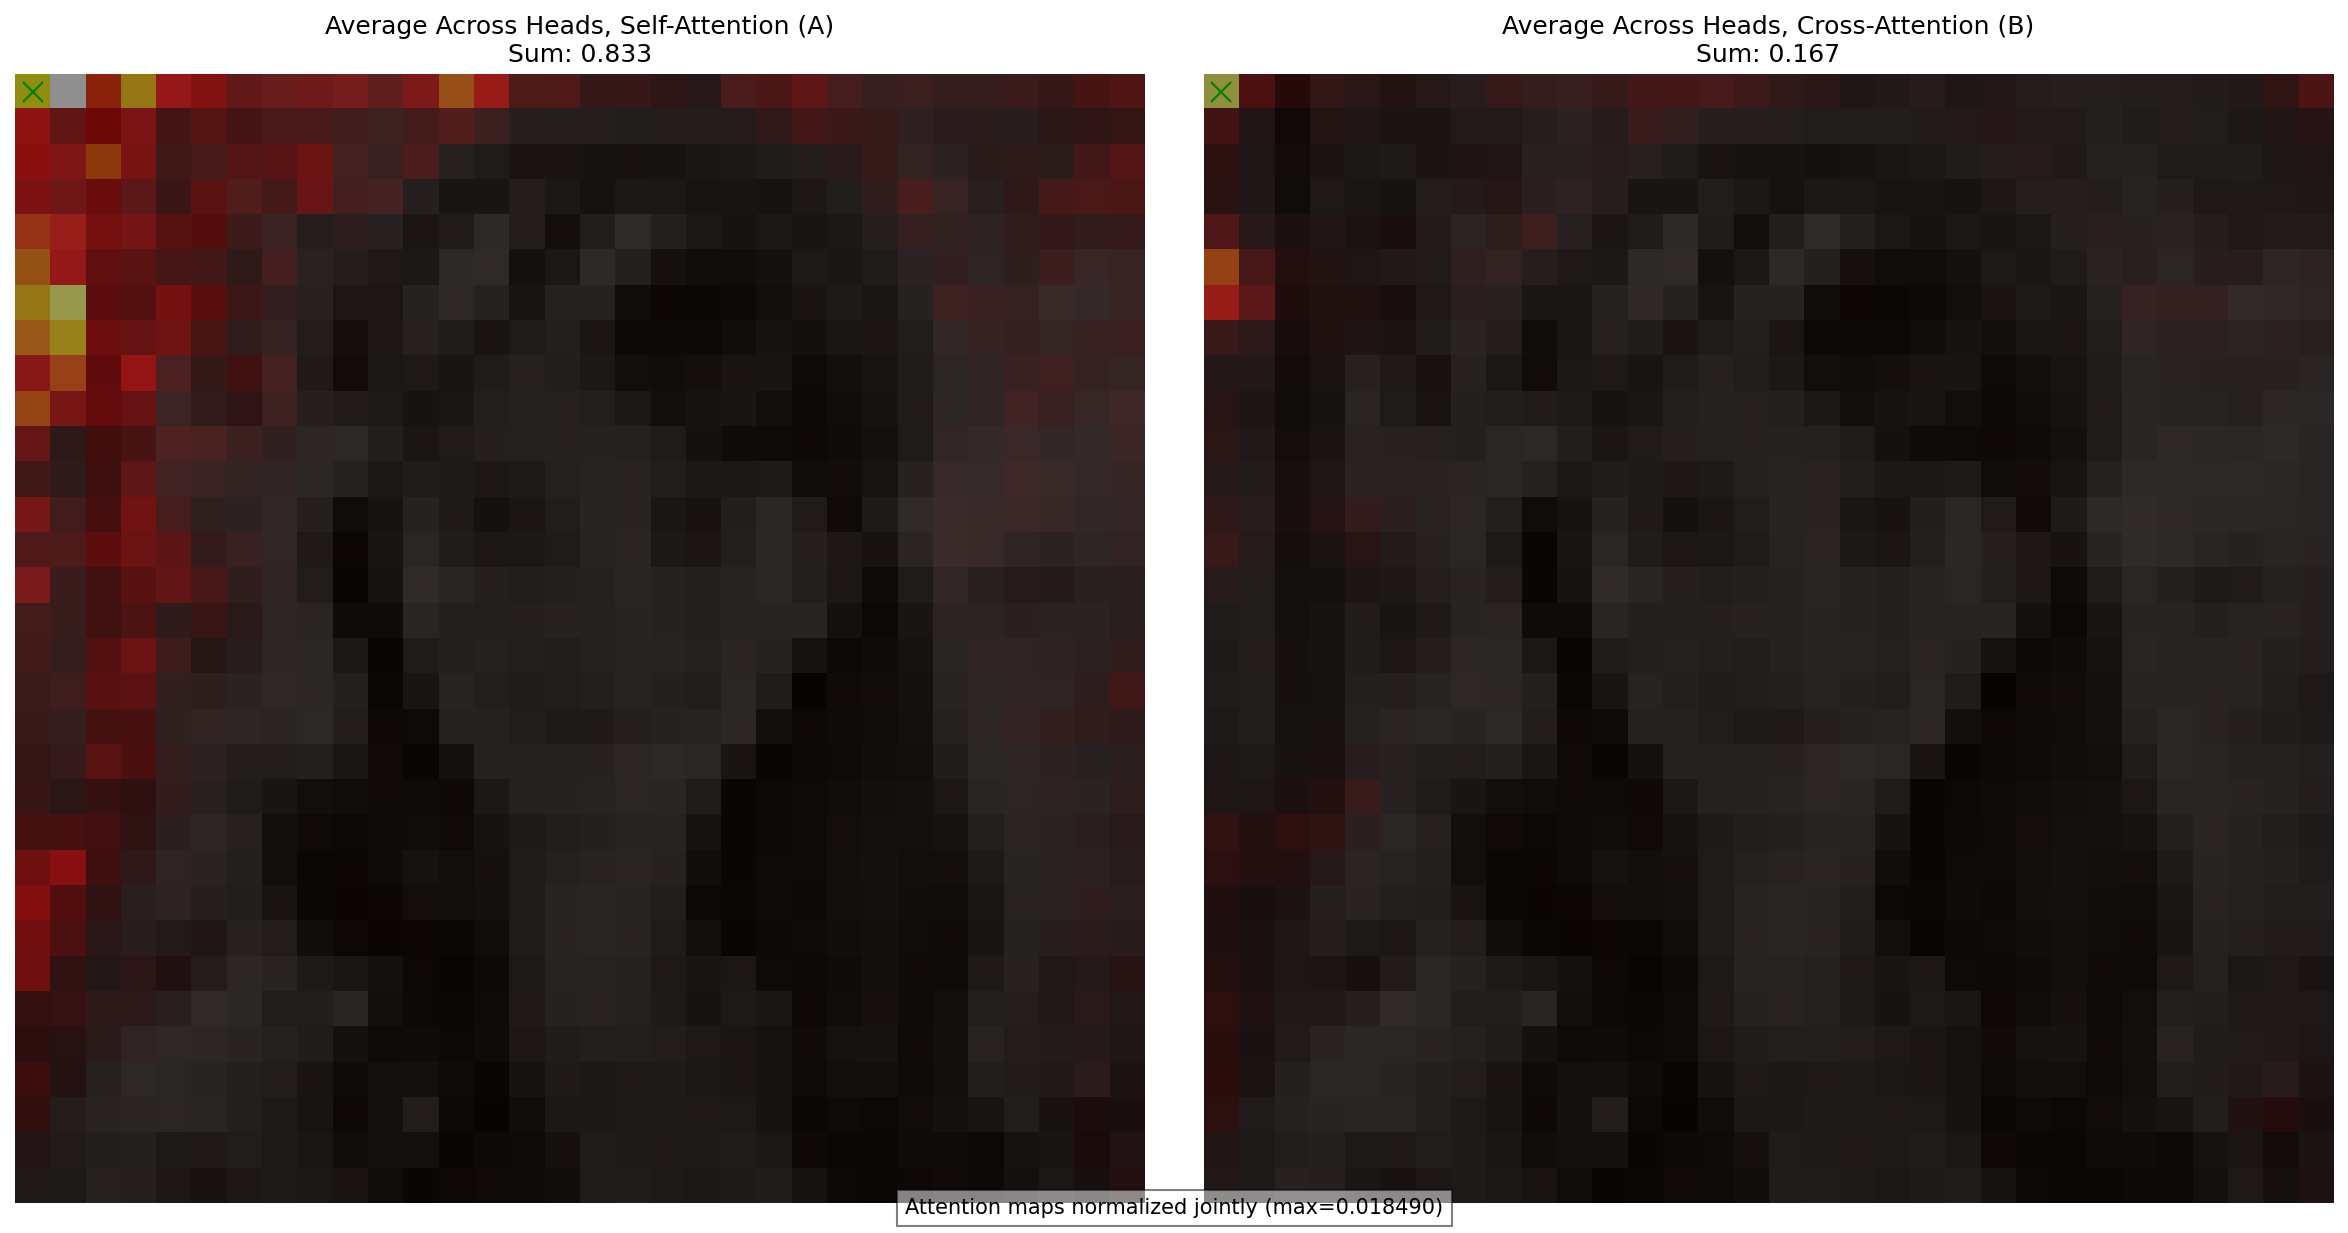 Average Across Heads, Self-Attention (A)
Sum: 0.833
Average Across Heads, Cross-Attention (B)
Sum: 0.167
Attention maps normalized jointly (max=0.018490)